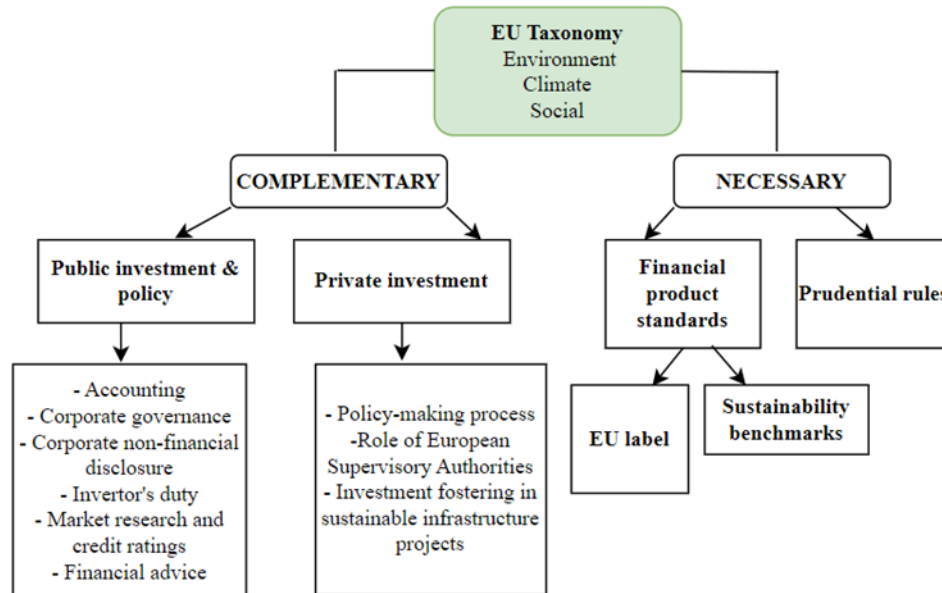 EU Taxonomy
Environment
Climate
Social
COMPLEMENTARY
NECESSARY
Public investment &
policy
Private investment
Financial
product
standards
Prudential rules
- Accounting
- Corporate governance
- Corporate non-financial
disclosure
- Invertor's duty
- Market research and
credit ratings
- Financial advice
- Policy-making process
-Role of European
Supervisory Authorities
- Investment fostering in
sustainable infrastructure
projects
EU label
Sustainability
benchmarks